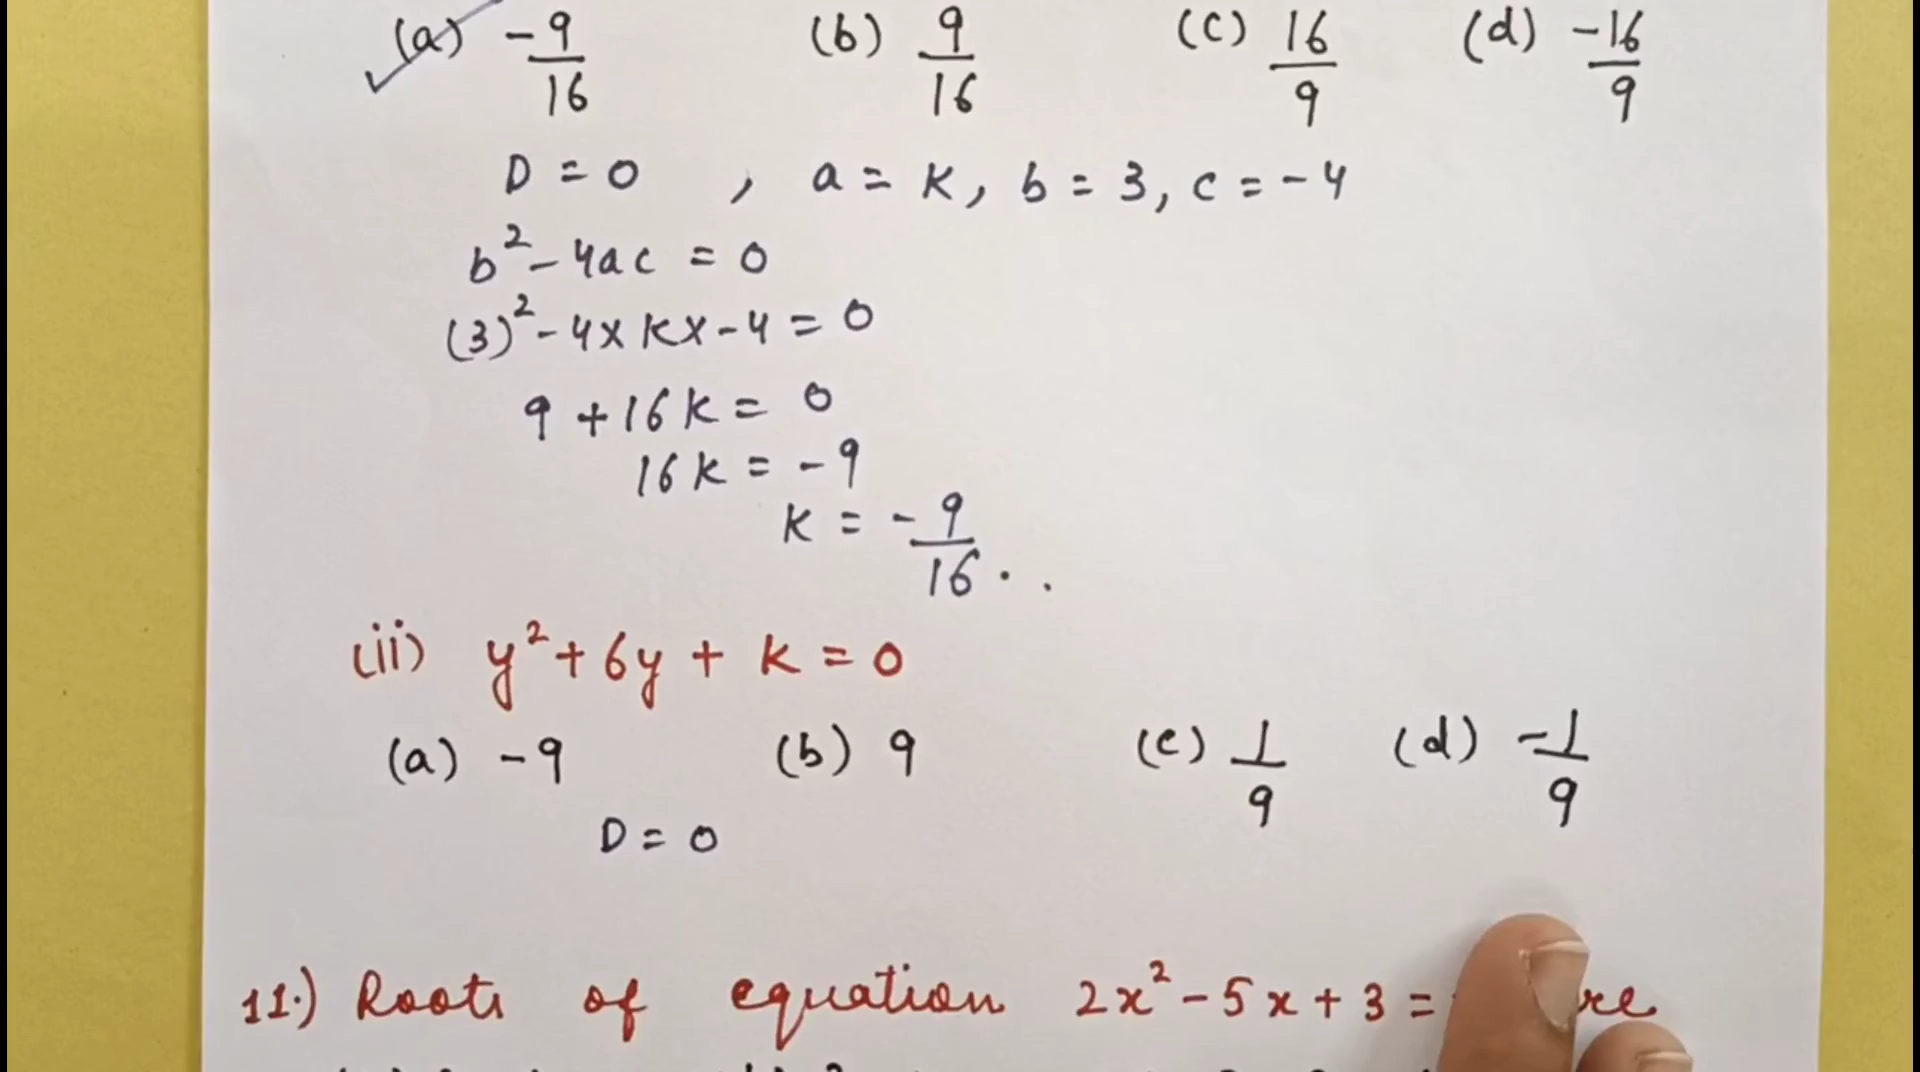 (a) -9/16 (b) 9/16 (c) 16/9 (d) -16/9
D = 0 , a = K, b = 3, c = -4
b² - 4ac = 0
(3)² - 4 x K x -4 = 0
9 + 16K = 0
16K = -9
K = -9/16 . .
(ii) y² + 6y + K = 0
(a) -9 (b) 9 (c) 1/9 (d) -1/9
D = 0
11.) Roots of equation 2x² - 5x + 3 =